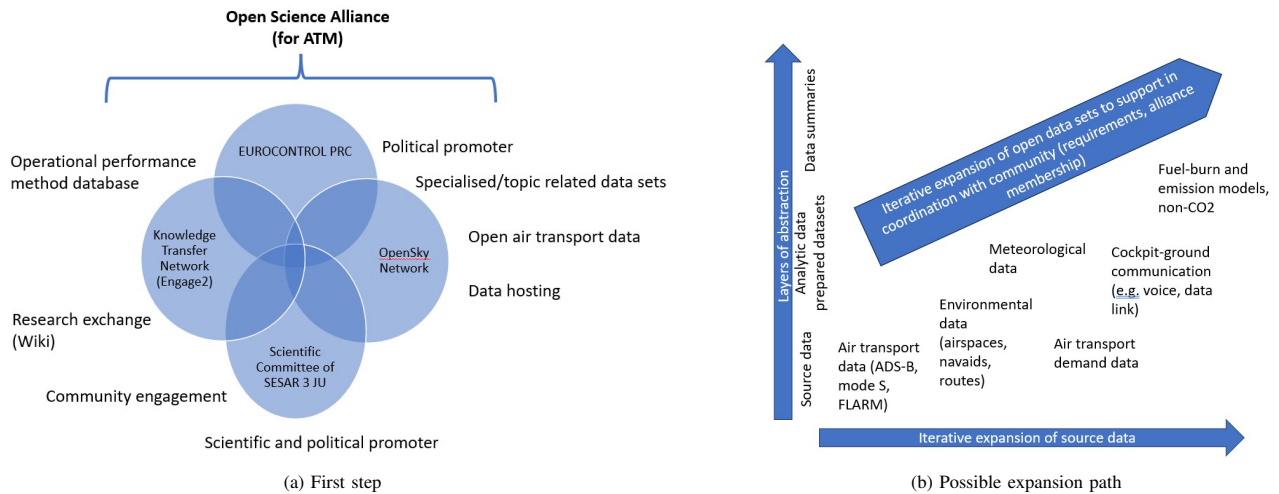 Open Science Alliance
(for ATM)
EUROCONTROL PRC
Political promoter
Operational performance
method database
Specialised/topic related data sets
Knowledge
Transfer
Network
(Engage2)
OpenSky
Network
Open air transport data
Data hosting
Research exchange
(Wiki)
Scientific
Committee of
SESAR 3 JU
Community engagement
Scientific and political promoter
(a) First step
Layers of abstraction
Data summaries
Analytic data
prepared datasets
Source data
Iterative expansion of open data sets to support in
coordination with community (requirements, alliance
membership)
Fuel-burn and
emission models,
non-CO2
Meteorological
data
Cockpit-ground
communication
(e.g. voice, data
link)
Environmental
data
(airspaces,
navaids,
routes)
Air transport
demand data
Air transport
data (ADS-B,
mode S,
FLARM)
Iterative expansion of source data
(b) Possible expansion path